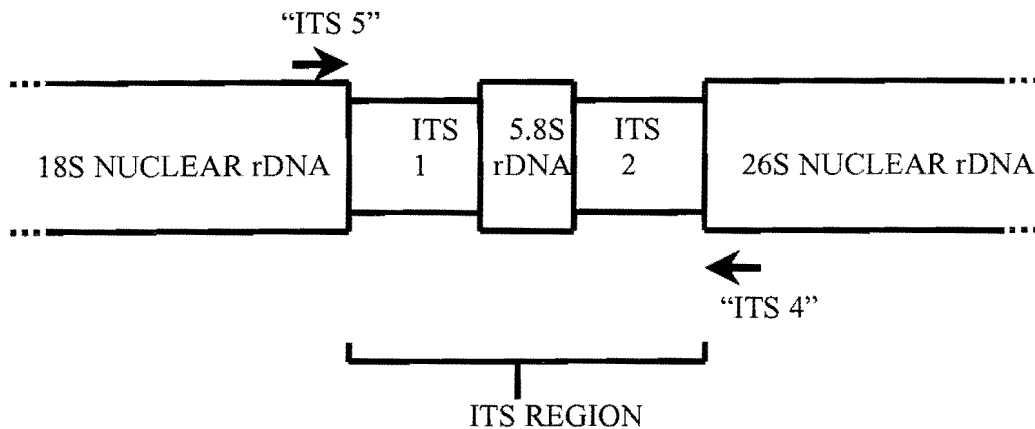 “ITS 5”
18S NUCLEAR rDNA
ITS
1
5.8S
rDNA
ITS
2
26S NUCLEAR rDNA
“ITS 4”
ITS REGION